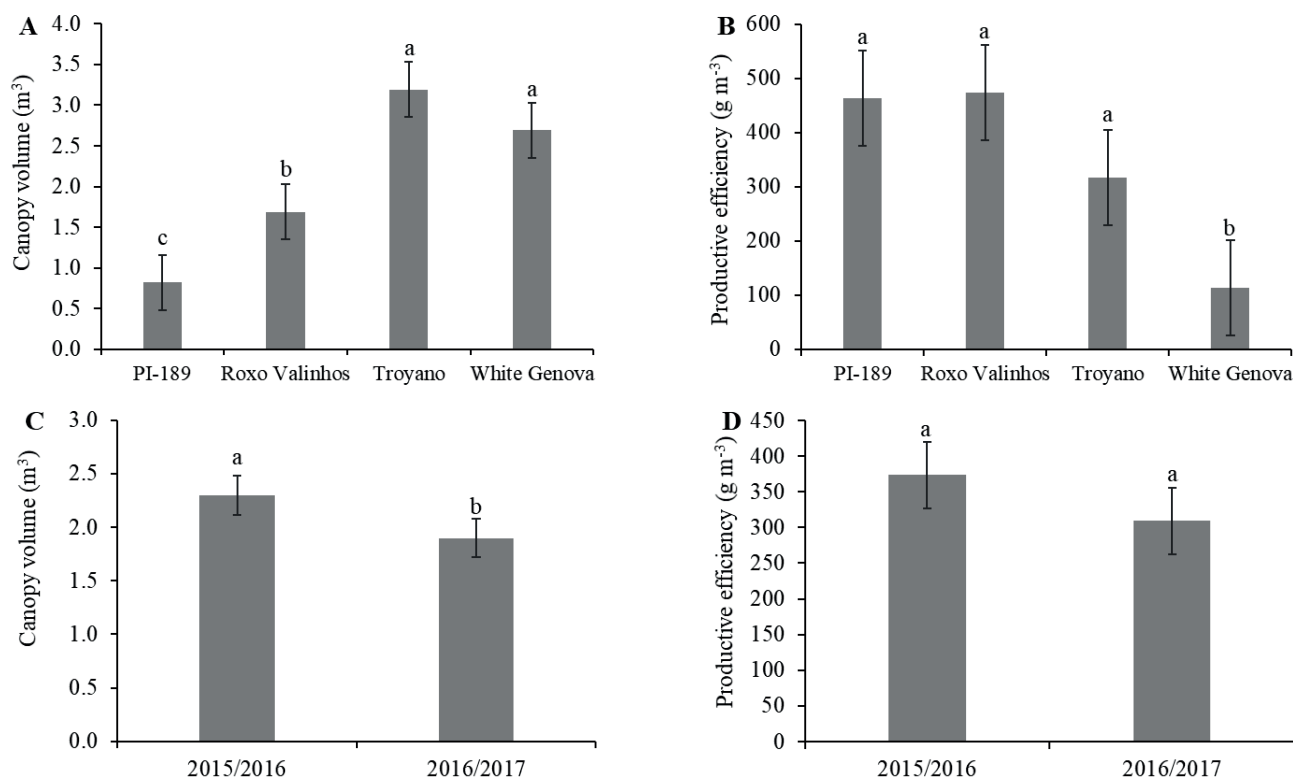 A
Canopy volume (m³)
4.0
3.5
3.0
2.5
2.0
1.5
1.0
0.5
0.0
c
b
a
a
PI-189 Roxo Valinhos Troyano White Genova
B
Productive efficiency (g m⁻³)
600
500
400
300
200
100
0
a
a
a
b
PI-189 Roxo Valinhos Troyano White Genova
C
Canopy volume (m³)
3.0
2.5
2.0
1.5
1.0
0.5
0.0
a
b
2015/2016 2016/2017
D
Productive efficiency (g m⁻³)
450
400
350
300
250
200
150
100
50
0
a
a
2015/2016 2016/2017